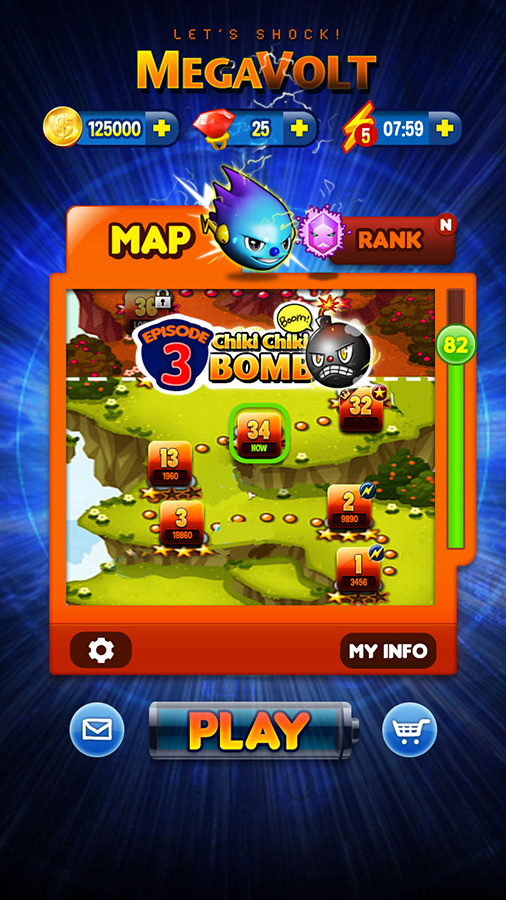 LET'S SHOCK!
MEGAVOLT
125000
25
5
07:59
MAP
RANK
N
36
EPISODE
3
Boom!
Chiki Chiki
BOMB
82
34
NOW
32
13
1960
2
9890
3
19860
1
3456
MY INFO
PLAY